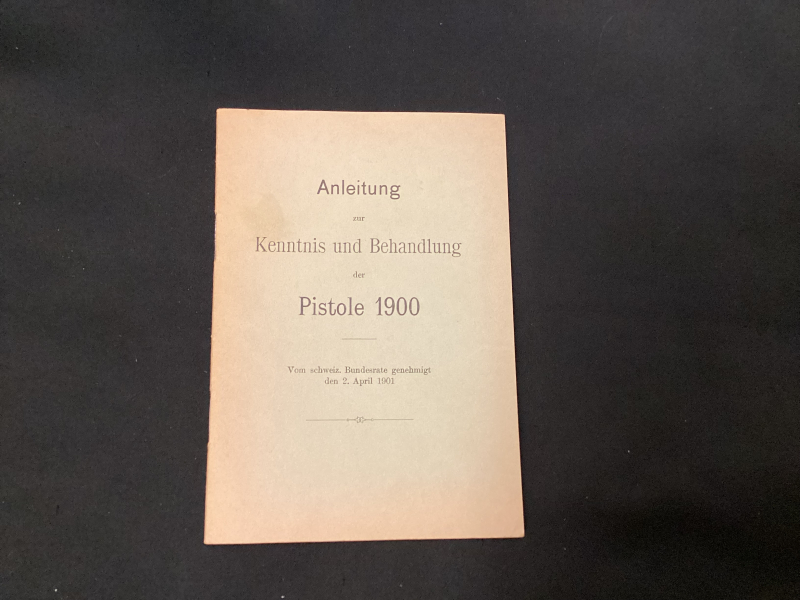 Anleitung
zur
Kenntnis und Behandlung
der
Pistole 1900
Vom schweiz. Bundesrate genehmigt
den 2. April 1901